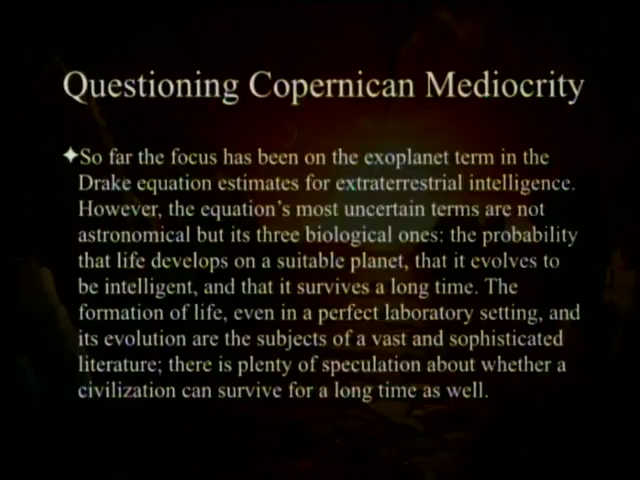 Questioning Copernican Mediocrity
✦So far the focus has been on the exoplanet term in the
Drake equation estimates for extraterrestrial intelligence.
However, the equation's most uncertain terms are not
astronomical but its three biological ones: the probability
that life develops on a suitable planet, that it evolves to
be intelligent, and that it survives a long time. The
formation of life, even in a perfect laboratory setting, and
its evolution are the subjects of a vast and sophisticated
literature; there is plenty of speculation about whether a
civilization can survive for a long time as well.